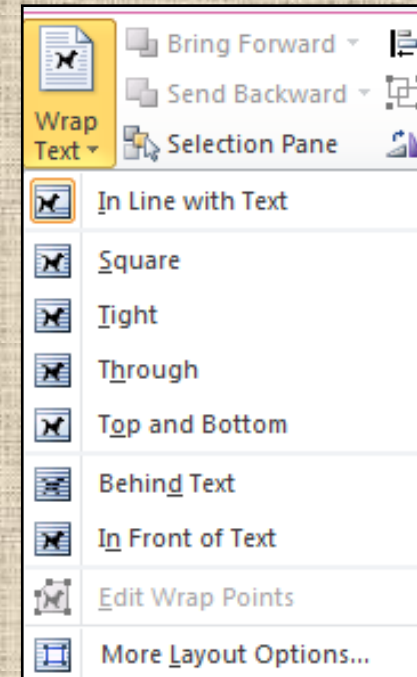 Bring Forward
Send Backward
Wrap
Text
Selection Pane
In Line with Text
Square
Tight
Through
Top and Bottom
Behind Text
In Front of Text
Edit Wrap Points
More Layout Options...